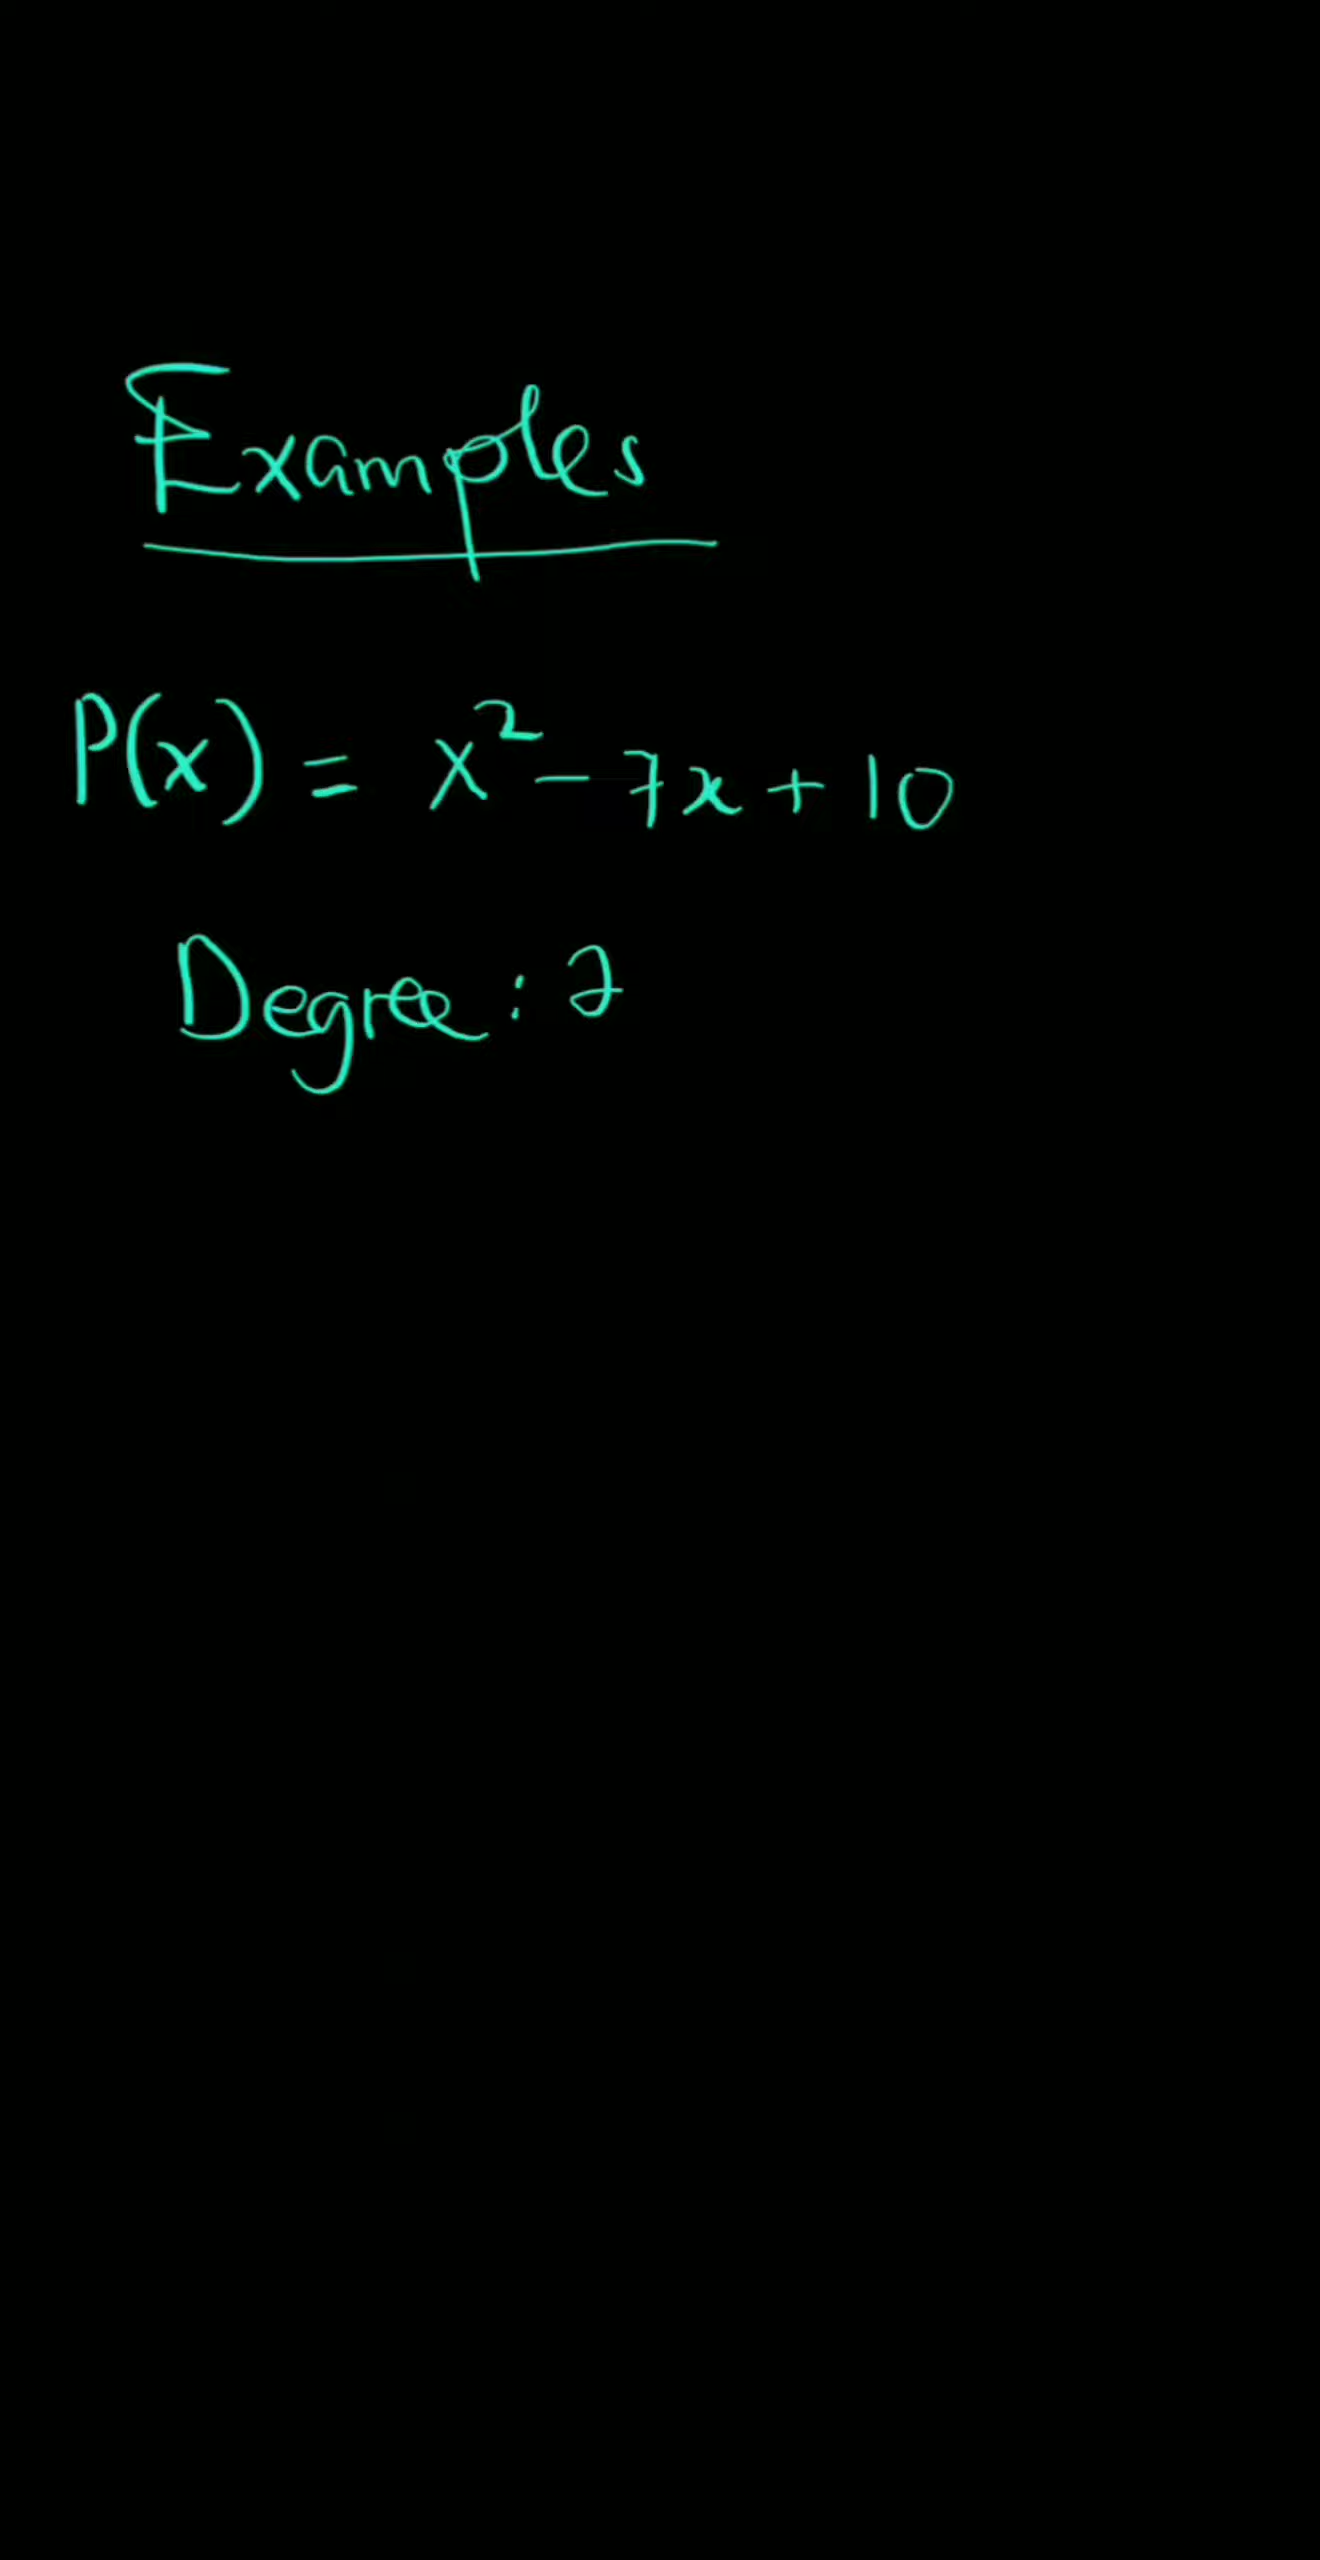 Examples
P(x) = x² - 7x + 10
Degree: 2